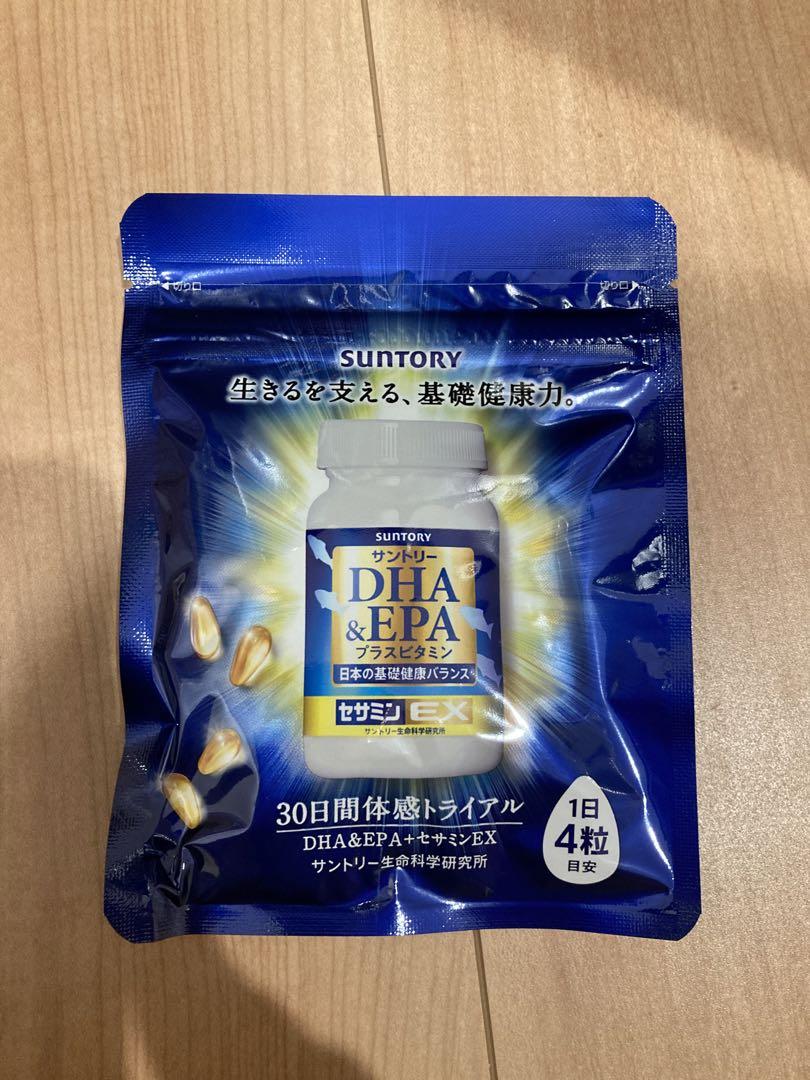 切り口
切り口
SUNTORY
生きるを支える、基礎健康力。
SUNTORY
サントリー
DHA
&EPA
プラスビタミン
日本の基礎健康バランス
セサミンEX
サントリー生命科学研究所
30日間体感トライアル
DHA&EPA+セサミンEX
サントリー生命科学研究所
1日
4粒
目安